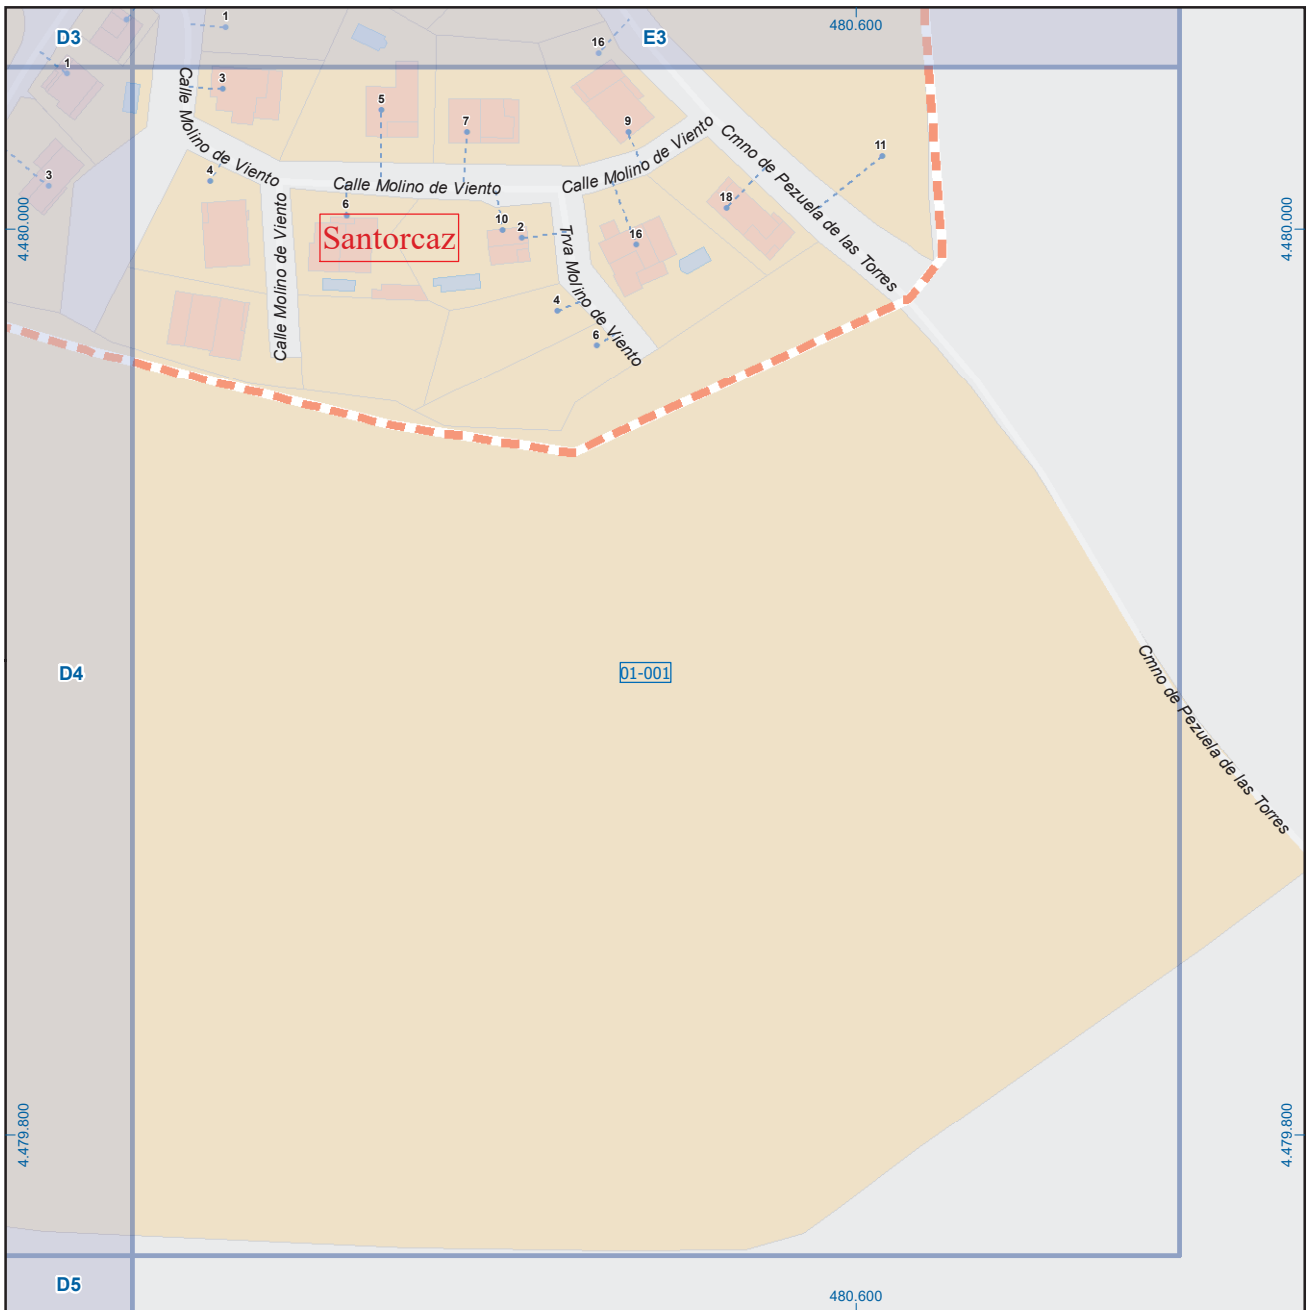 D3
E3
480.600
1
16
1
3
5
7
9
11
Calle Molino de Viento
Calle Molino de Viento
Calle Molino de Viento
Cmno de Pezuela de las Torres
3
4
6
18
10
2
16
Santorcaz
4.480.000
4.480.000
Calle Molino de Viento
Trva Molino de Viento
4
6
D4
01-001
Cmno de Pezuela de las Torres
4.479.800
4.479.800
D5
480.600